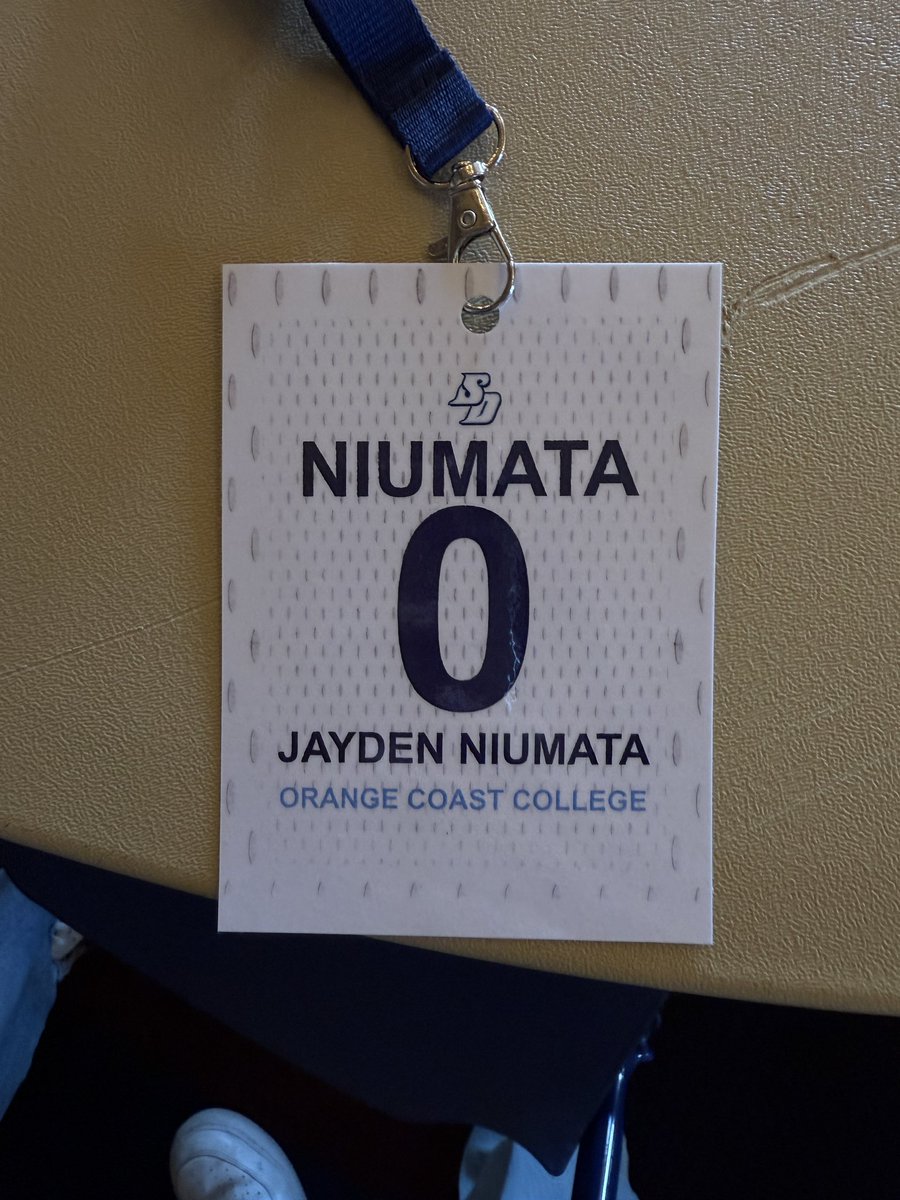 SD
NIUMATA
0
JAYDEN NIUMATA
ORANGE COAST COLLEGE